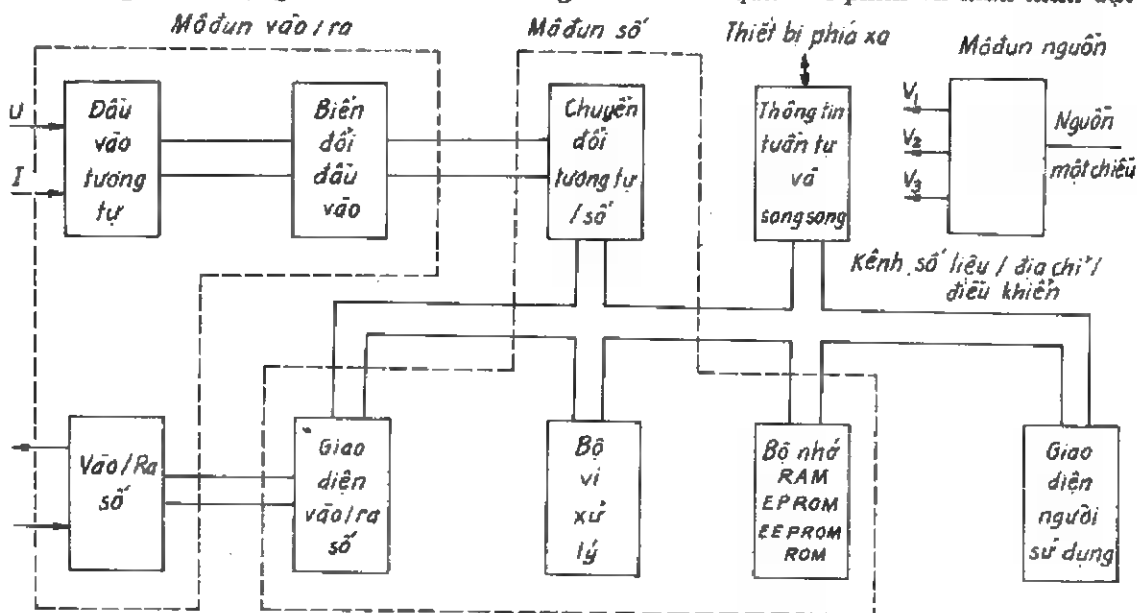 Môđun vào/ra
Môđun số
Thiết bị phía xa
Môđun nguồn
U
I
Đầu
vào
tương
tự
Biến
đổi
đầu
vào
Chuyển
đổi
tương tự
/số
Thông tin
tuần tự
và
song song
V1
V2
V3
Nguồn
một chiều
Kênh số liệu / địa chỉ /
điều khiển
Vào/Ra
số
Giao
diện
vào/ra
số
Bộ
vi
xử
lý
Bộ nhớ
RAM
EPROM
EEPROM
ROM
Giao
diện
người
sử dụng